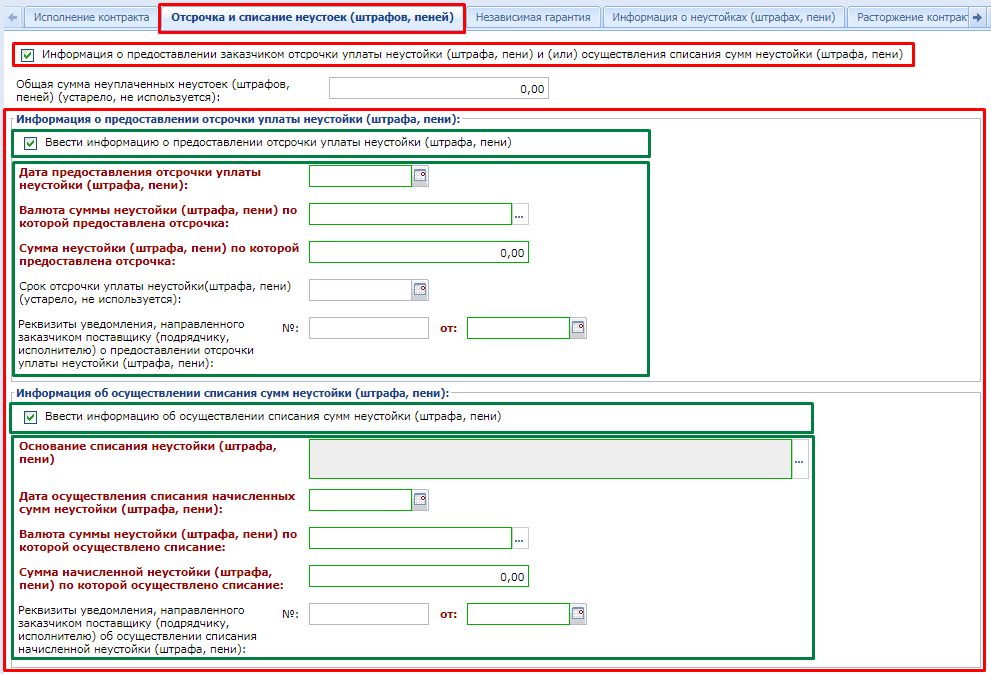 Исполнение контракта
Отсрочка и списание неустоек (штрафов, пеней)
Независимая гарантия
Информация о неустойках (штрафах, пени)
Расторжение контракт
Информация о предоставлении заказчиком отсрочки уплаты неустойки (штрафа, пени) и (или) осуществления списания сумм неустойки (штрафа, пени)
Общая сумма неуплаченных неустоек (штрафов,
пеней) (устарело, не используется):
0,00
Информация о предоставлении отсрочки уплаты неустойки (штрафа, пени):
Ввести информацию о предоставлении отсрочки уплаты неустойки (штрафа, пени)
Дата предоставления отсрочки уплаты
неустойки (штрафа, пени):
Валюта суммы неустойки (штрафа, пени) по
которой предоставлена отсрочка:
...
Сумма неустойки (штрафа, пени) по которой
предоставлена отсрочка:
0,00
Срок отсрочки уплаты неустойки(штрафа, пени)
(устарело, не используется):
Реквизиты уведомления, направленного
заказчиком поставщику (подрядчику,
исполнителю) о предоставлении отсрочки
уплаты неустойки (штрафа, пени):
№:
от:
Информация об осуществлении списания сумм неустойки (штрафа, пени):
Ввести информацию об осуществлении списания сумм неустойки (штрафа, пени)
Основание списания неустойки (штрафа,
пени)
...
Дата осуществления списания начисленных
сумм неустойки (штрафа, пени):
Валюта суммы неустойки (штрафа, пени) по
которой осуществлено списание:
...
Сумма начисленной неустойки (штрафа,
пени) по которой осуществлено списание:
0,00
Реквизиты уведомления, направленного
заказчиком поставщику (подрядчику,
исполнителю) об осуществлении списания
начисленной неустойки (штрафа, пени):
№:
от: